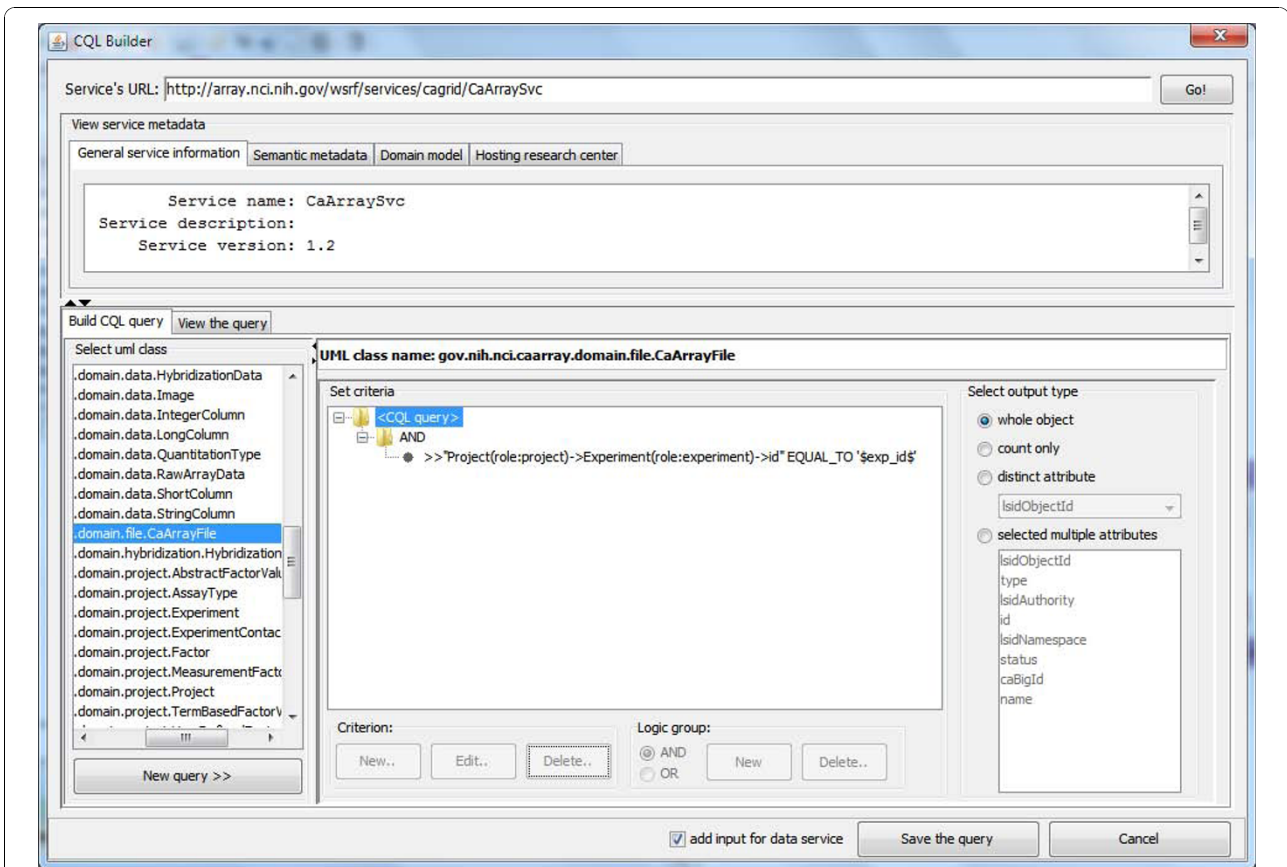 CQL Builder
Service's URL: http://array.nci.nih.gov/wsrf/services/cagrid/CaArraySvc Go!
View service metadata
General service information Semantic metadata Domain model Hosting research center
Service name: CaArraySvc
Service description:
Service version: 1.2
Build CQL query View the query
Select uml class
.domain.data.HybridizationData
.domain.data.Image
.domain.data.IntegerColumn
.domain.data.LongColumn
.domain.data.QuantitationType
.domain.data.RawArrayData
.domain.data.ShortColumn
.domain.data.StringColumn
.domain.file.CaArrayFile
.domain.hybridization.Hybridization
.domain.project.AbstractFactorValu
.domain.project.AssayType
.domain.project.Experiment
.domain.project.ExperimentContac
.domain.project.Factor
.domain.project.MeasurementFacto
.domain.project.Project
.domain.project.TermBasedFactorV
New query >>
UML class name: gov.nih.nci.caarray.domain.file.CaArrayFile
Set criteria
<CQL query>
AND
>>"Project(role:project)->Experiment(role:experiment)->id" EQUAL_TO '$exp_id$'
Criterion:
New.. Edit.. Delete..
Logic group:
AND
OR
New Delete..
Select output type
whole object
count only
distinct attribute
lsidObjectId
selected multiple attributes
lsidObjectId
type
lsidAuthority
id
lsidNamespace
status
caBigId
name
add input for data service Save the query Cancel